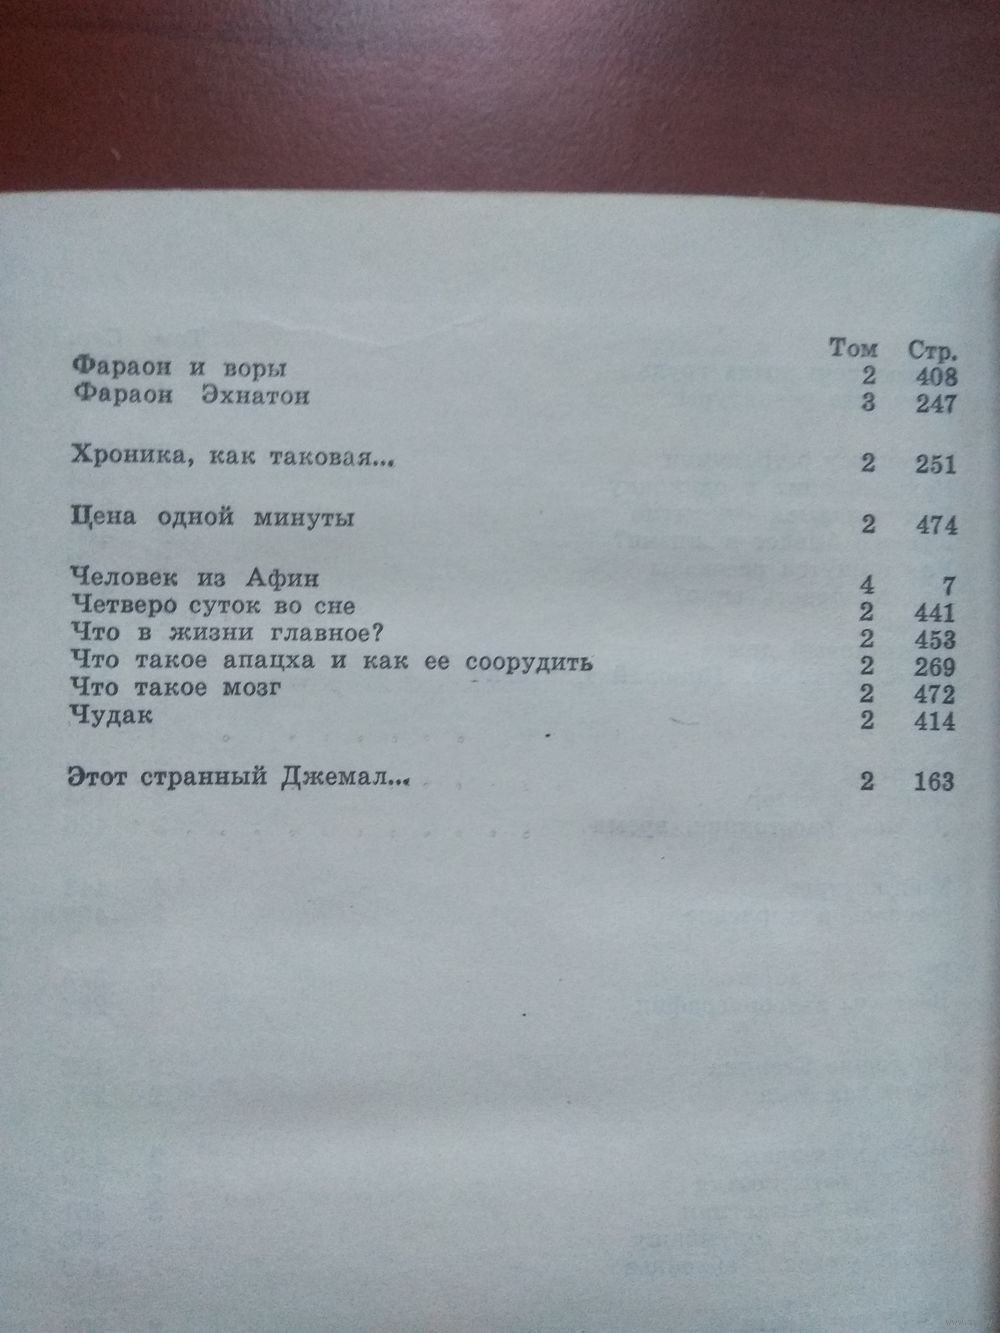 Том Стр.
Фараон и воры 2 408
Фараон Эхнатон 3 247
Хроника, как таковая... 2 251
Цена одной минуты 2 474
Человек из Афин 4 7
Четверо суток во сне 2 441
Что в жизни главное? 2 453
Что такое апацха и как ее соорудить 2 269
Что такое мозг 2 472
Чудак 2 414
Этот странный Джемал... 2 163